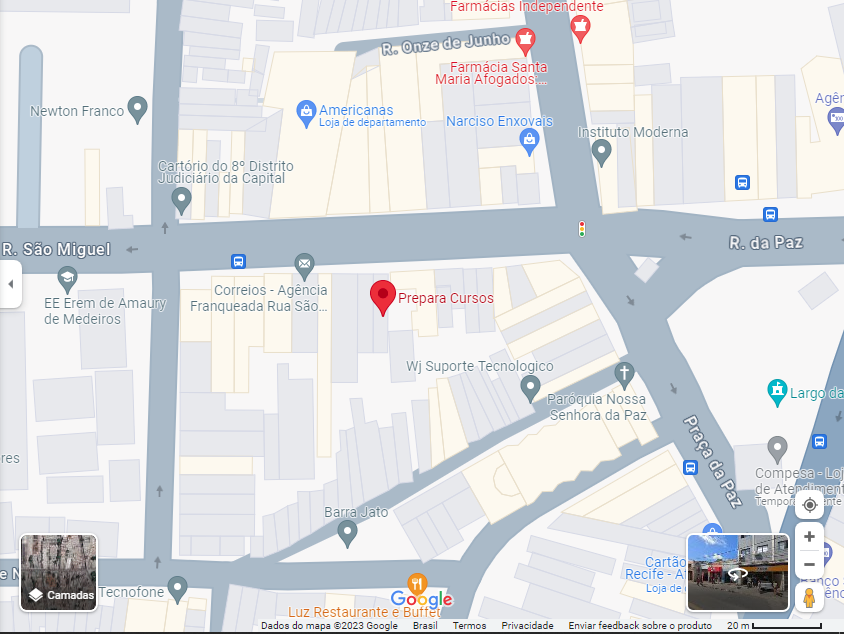 Farmácias Independente
R. Onze de Junho
Farmácia Santa
Maria Afogados:...
Newton Franco
Americanas
Loja de departamento
Narciso Enxovais
Agên
Instituto Moderna
Cartório do 8º Distrito
Judiciário da Capital
R. São Miguel
R. da Paz
EE Erem de Amaury
de Medeiros
Correios - Agência
Franqueada Rua São...
Prepara Cursos
Wj Suporte Tecnologico
Paróquia Nossa
Senhora da Paz
Largo da
Praça da Paz
res
Compesa - Loj
de Atendiment
Barra Jato
Tecnofone
Camadas
Luz Restaurante e Buffet
Google
Cartão
Recife - Af
Loja de
Dados do mapa ©2023 Google
Brasil
Termos
Privacidade
Enviar feedback sobre o produto
20 m